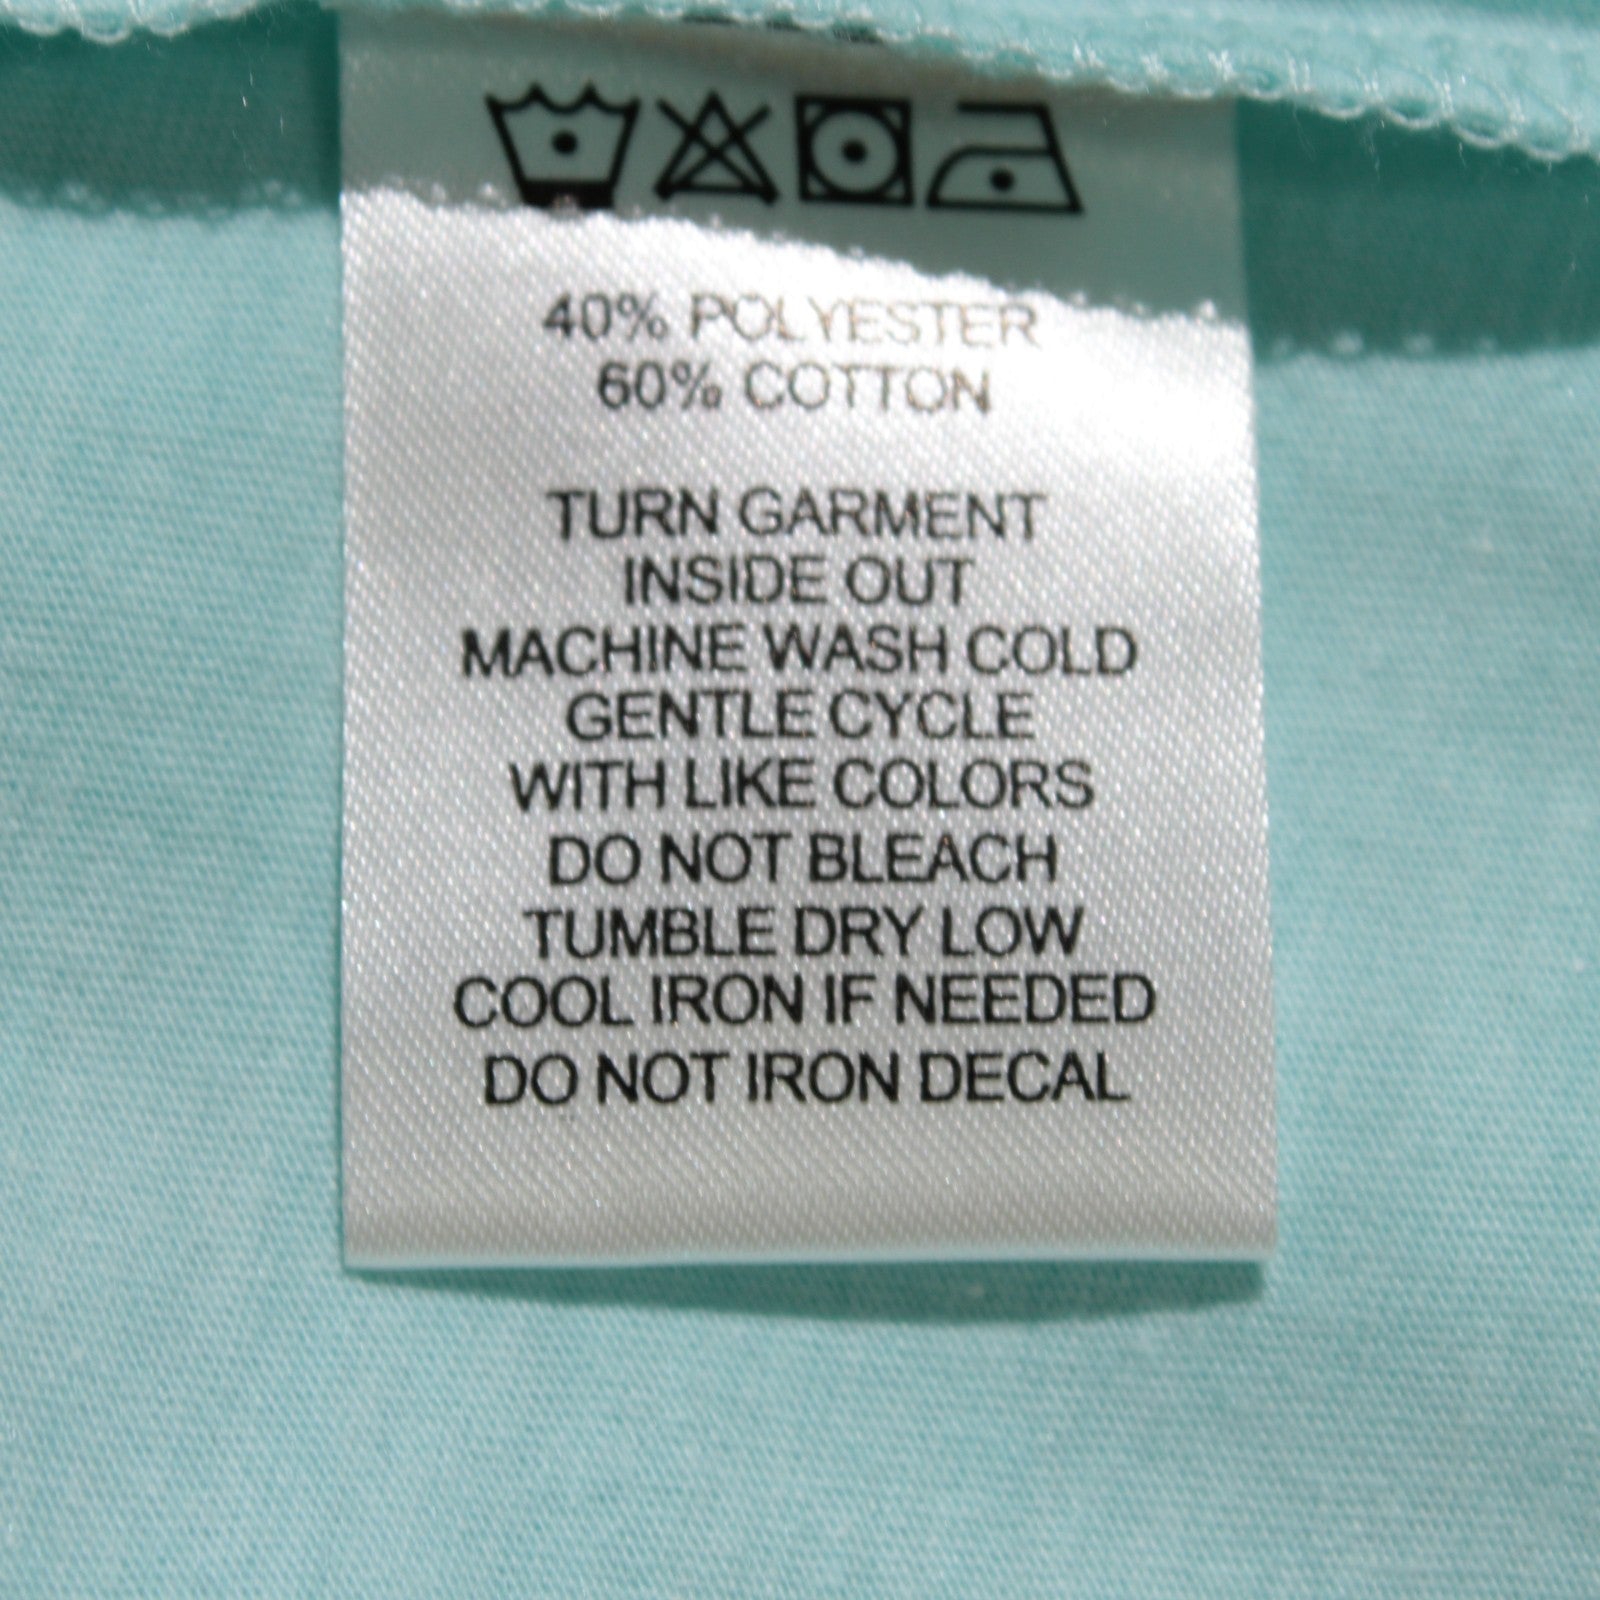 40% POLYESTER
60% COTTON
TURN GARMENT
INSIDE OUT
MACHINE WASH COLD
GENTLE CYCLE
WITH LIKE COLORS
DO NOT BLEACH
TUMBLE DRY LOW
COOL IRON IF NEEDED
DO NOT IRON DECAL